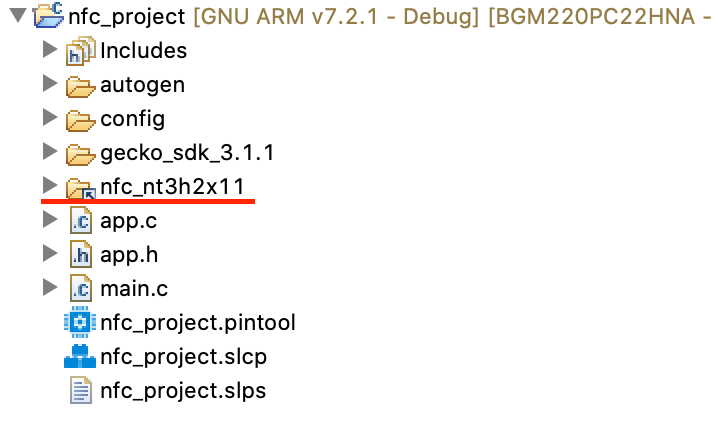 nfc_project [GNU ARM v7.2.1 - Debug] [BGM220PC22HNA -
Includes
autogen
config
gecko_sdk_3.1.1
nfc_nt3h2x11
app.c
app.h
main.c
nfc_project.pintool
nfc_project.slcp
nfc_project.slps